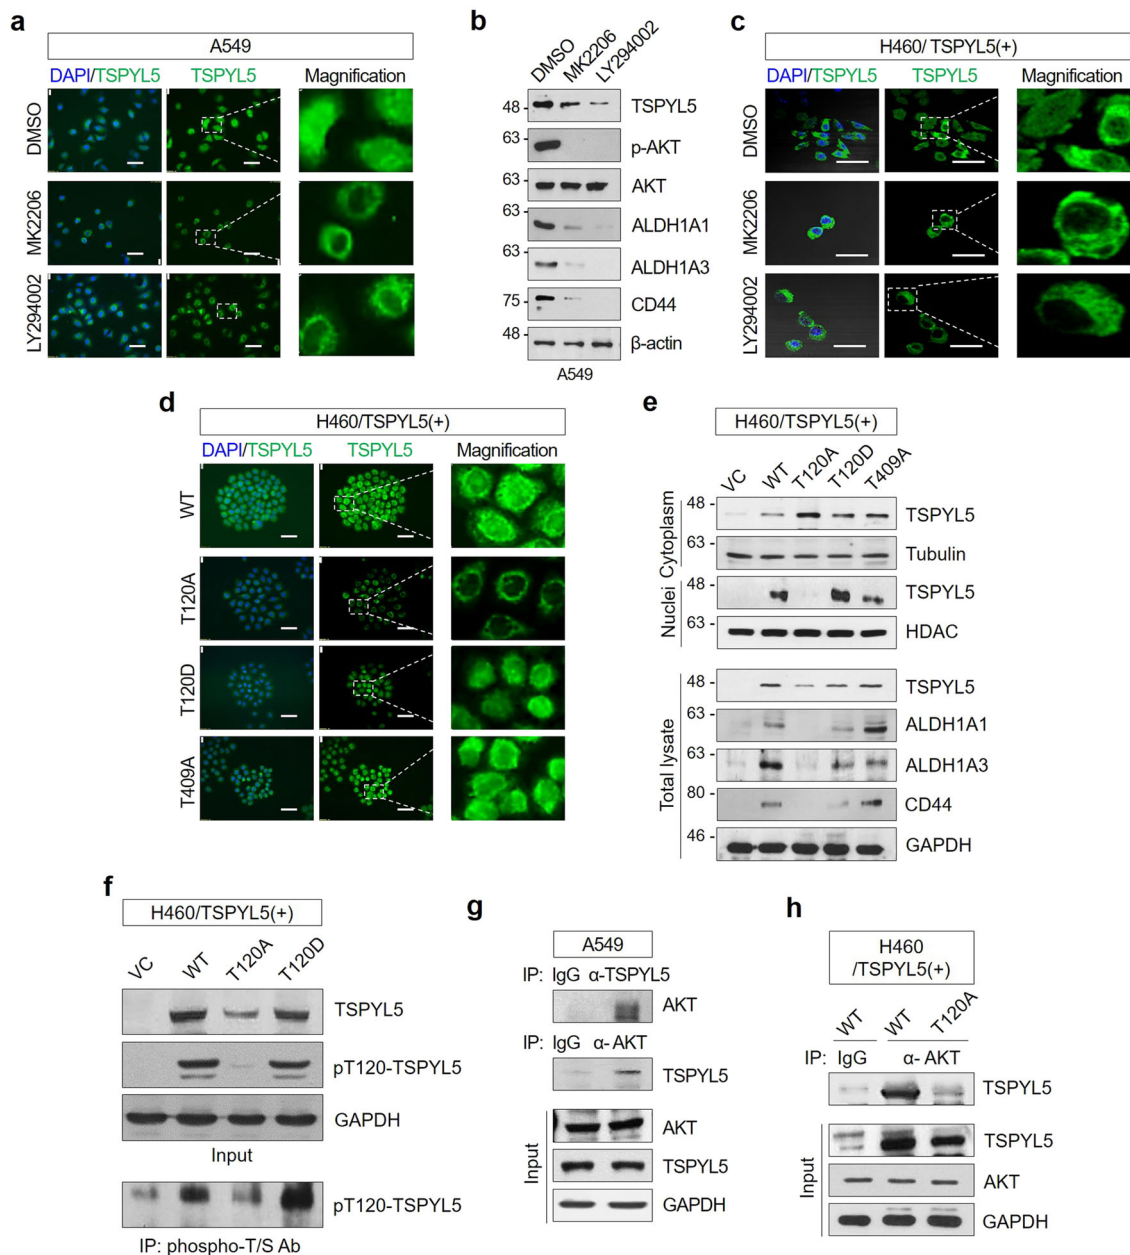 a
A549
DAPI/TSPYL5 TSPYL5 Magnification
DMSO
MK2206
LY294002
b
DMSO MK2206 LY294002
48 TSPYL5
63 p-AKT
63 AKT
63 ALDH1A1
63 ALDH1A3
75 CD44
48 β-actin
A549
c
H460/ TSPYL5(+)
DAPI/TSPYL5 TSPYL5 Magnification
DMSO
MK2206
LY294002
d
H460/TSPYL5(+)
DAPI/TSPYL5 TSPYL5 Magnification
WT
T120A
T120D
T409A
e
H460/TSPYL5(+)
VC WT T120A T120D T409A
Cytoplasm
48 TSPYL5
63 Tubulin
Nuclei
48 TSPYL5
63 HDAC
Total lysate
48 TSPYL5
63 ALDH1A1
63 ALDH1A3
80 CD44
46 GAPDH
f
H460/TSPYL5(+)
VC WT T120A T120D
TSPYL5
pT120-TSPYL5
GAPDH
Input
pT120-TSPYL5
IP: phospho-T/S Ab
g
A549
IP: IgG α-TSPYL5
AKT
IP: IgG α- AKT
TSPYL5
Input
AKT
TSPYL5
GAPDH
h
H460
/TSPYL5(+)
WT WT T120A
IP: IgG α- AKT
TSPYL5
Input
TSPYL5
AKT
GAPDH